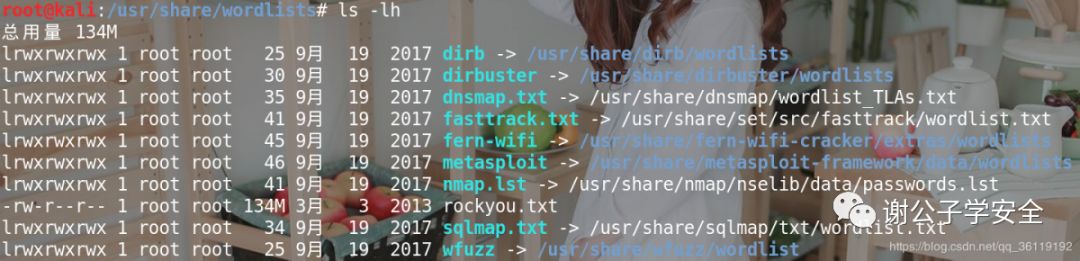 root@kali:/usr/share/wordlists# ls -lh
总用量 134M
lrwxrwxrwx 1 root root   25 9月  19  2017 dirb -> /usr/share/dirb/wordlists
lrwxrwxrwx 1 root root   30 9月  19  2017 dirbuster -> /usr/share/dirbuster/wordlists
lrwxrwxrwx 1 root root   35 9月  19  2017 dnsmap.txt -> /usr/share/dnsmap/wordlist_TLAs.txt
lrwxrwxrwx 1 root root   41 9月  19  2017 fasttrack.txt -> /usr/share/set/src/fasttrack/wordlist.txt
lrwxrwxrwx 1 root root   45 9月  19  2017 fern-wifi -> /usr/share/fern-wifi-cracker/extras/wordlists
lrwxrwxrwx 1 root root   46 9月  19  2017 metasploit -> /usr/share/metasploit-framework/data/wordlists
lrwxrwxrwx 1 root root   41 9月  19  2017 nmap.lst -> /usr/share/nmap/nselib/data/passwords.lst
-rw-r--r-- 1 root root 134M 3月   3  2013 rockyou.txt
谢公子学安全
lrwxrwxrwx 1 root root   34 9月  19  2017 sqlmap.txt -> /usr/share/sqlmap/txt/wordlist.txt
lrwxrwxrwx 1 root root   25 9月  19  2017 wfuzz -> /usr/share/wfuzz/wordlist
https://blog.csdn.net/qq_36119192